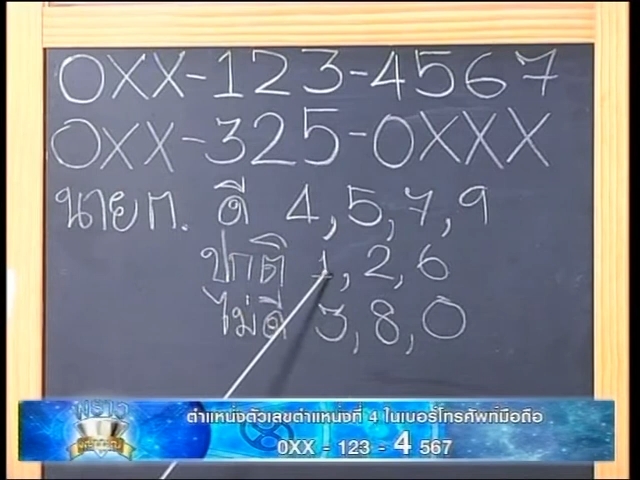 0XX-123-4567
0XX-325-0XXX
นาย ก. ดี 4,5,7,9
ปกติ 1,2,6
ไม่ดี 3,8,0
ตำแหน่งตัวเลขตำแหน่งที่ 4 ในเบอร์โทรศัพท์มือถือ
0XX - 123 - 4 567